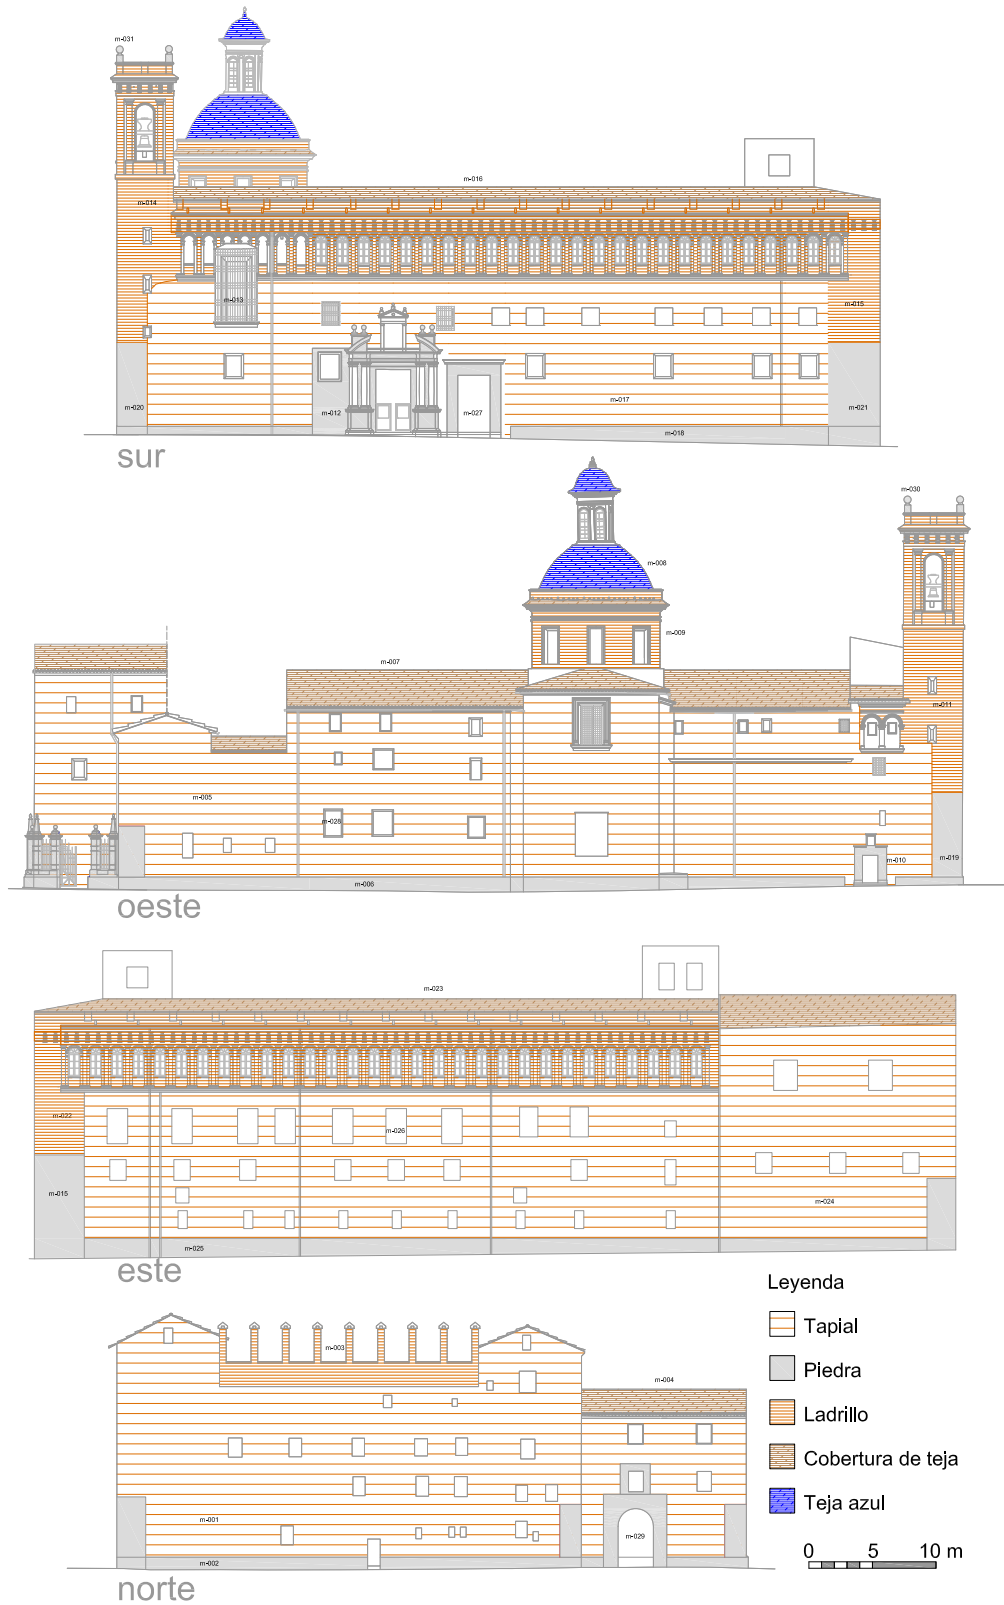 m-031
m-016
m-014
m-013
m-015
m-017
m-020
m-012
m-027
m-021
m-018
sur
m-030
m-008
m-009
m-007
m-011
m-005
m-028
m-010
m-019
m-006
oeste
m-023
m-022
m-026
m-015
m-024
m-025
este
Leyenda
Tapial
Piedra
Ladrillo
Cobertura de teja
Teja azul
0 5 10 m
m-003
m-004
m-001
m-029
m-002
norte